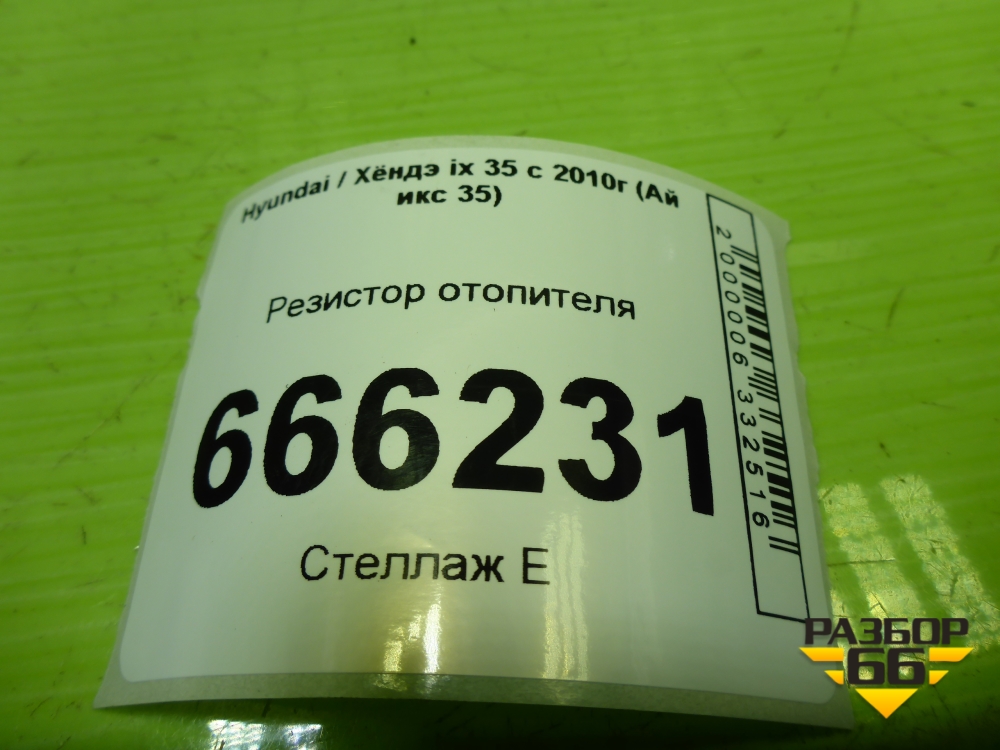 Hyundai / Хёндэ ix 35 с 2010г (Ай
икс 35)
Резистор отопителя
666231
Стеллаж Е
2000006332516
РАЗБОР
66